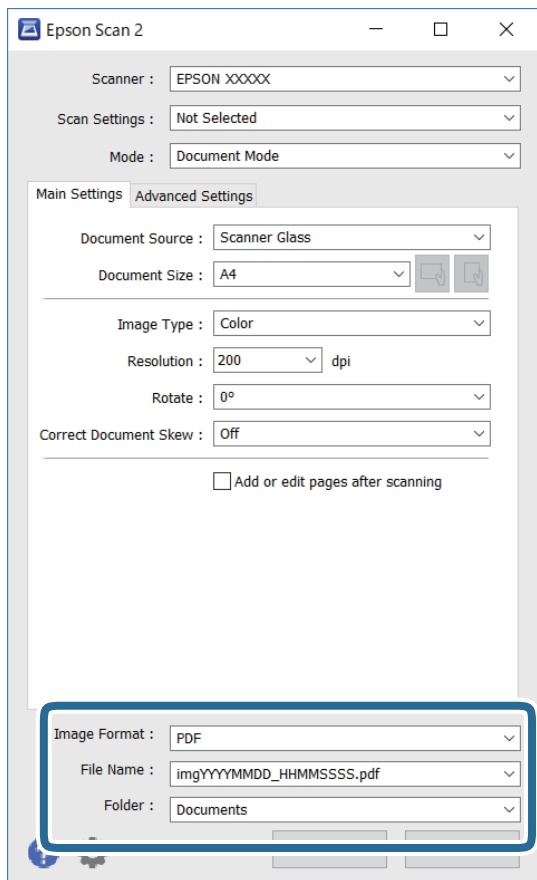 Epson Scan 2
Scanner : EPSON XXXXX
Scan Settings : Not Selected
Mode : Document Mode
Main Settings Advanced Settings
Document Source : Scanner Glass
Document Size : A4
Image Type : Color
Resolution : 200 dpi
Rotate : 0°
Correct Document Skew : Off
Add or edit pages after scanning
Image Format : PDF
File Name : imgYYYYMMDD_HHMMSSSS.pdf
Folder : Documents